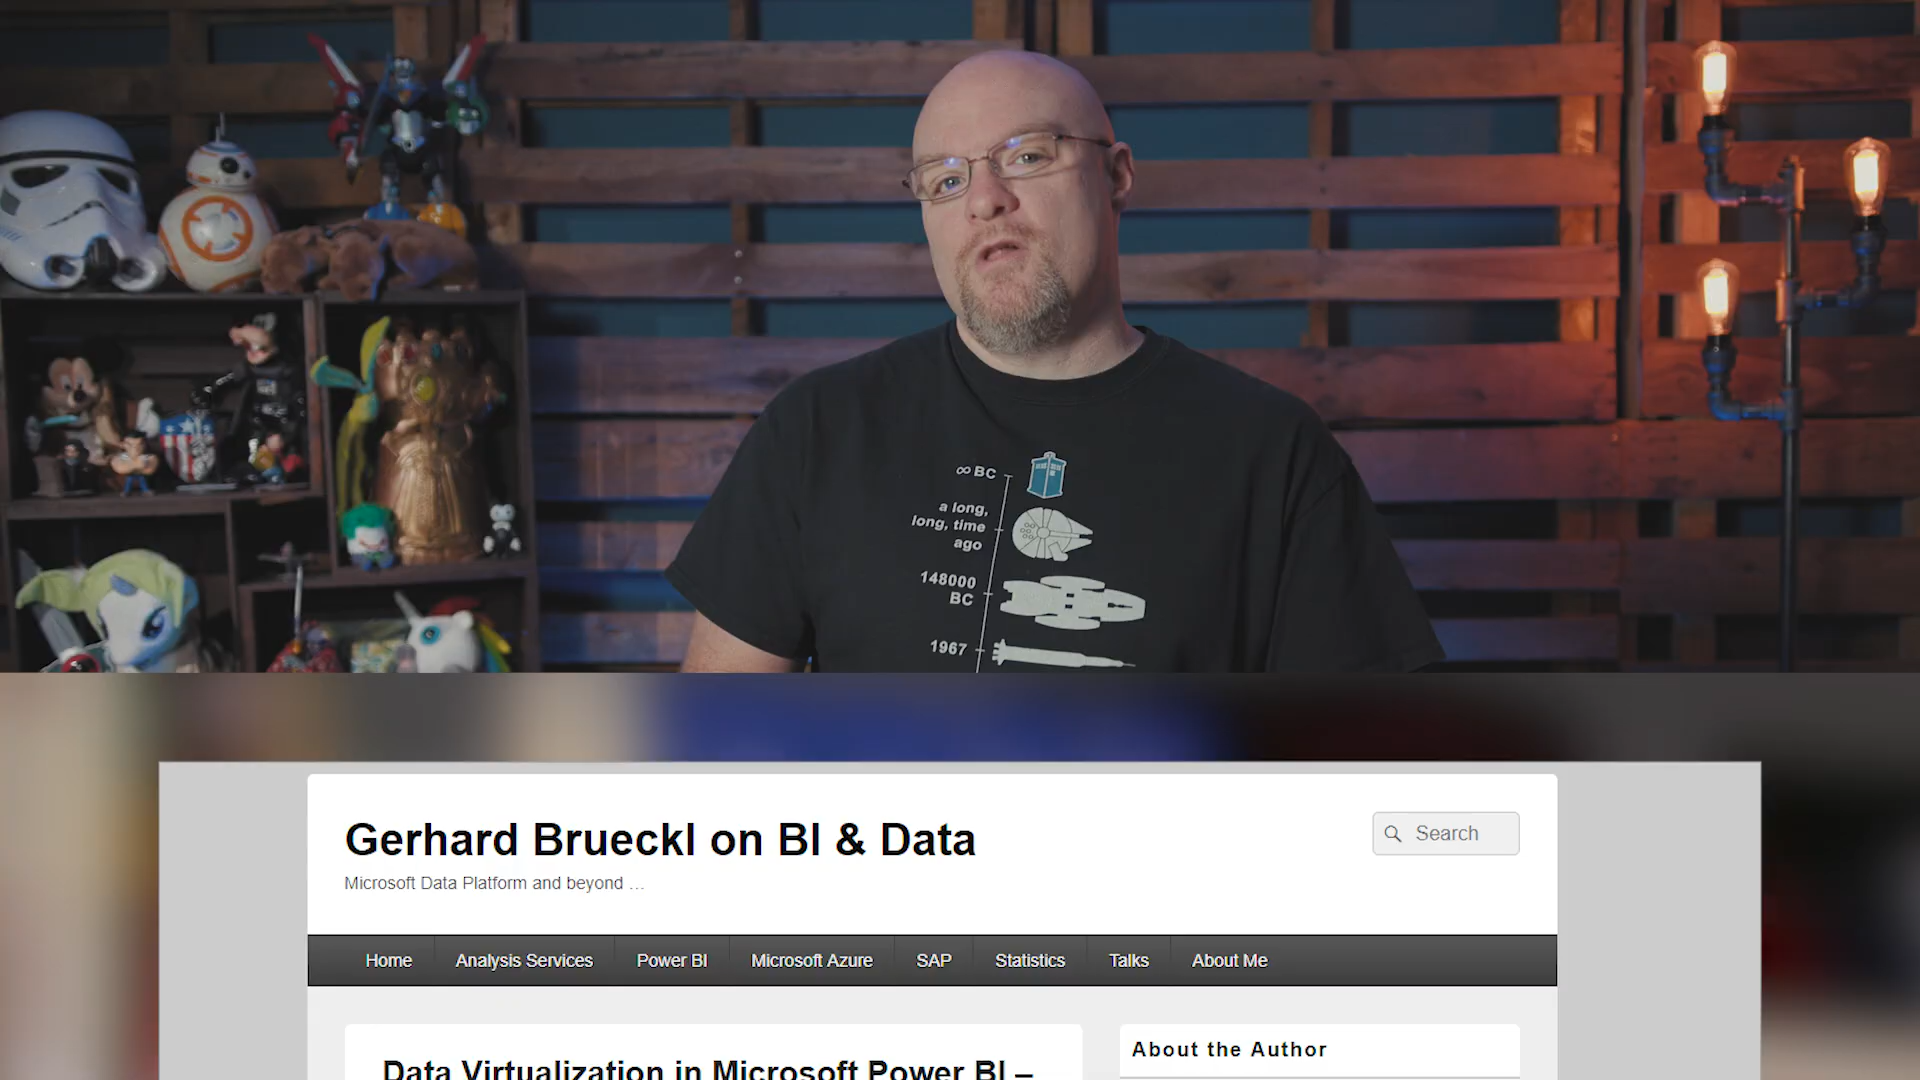 ∞ BC
a long,
long, time
ago
148000
BC
1967
Gerhard Brueckl on BI & Data
Search
Microsoft Data Platform and beyond …
Home Analysis Services Power BI Microsoft Azure SAP Statistics Talks About Me
Data Virtualization in Microsoft Power BI –
About the Author